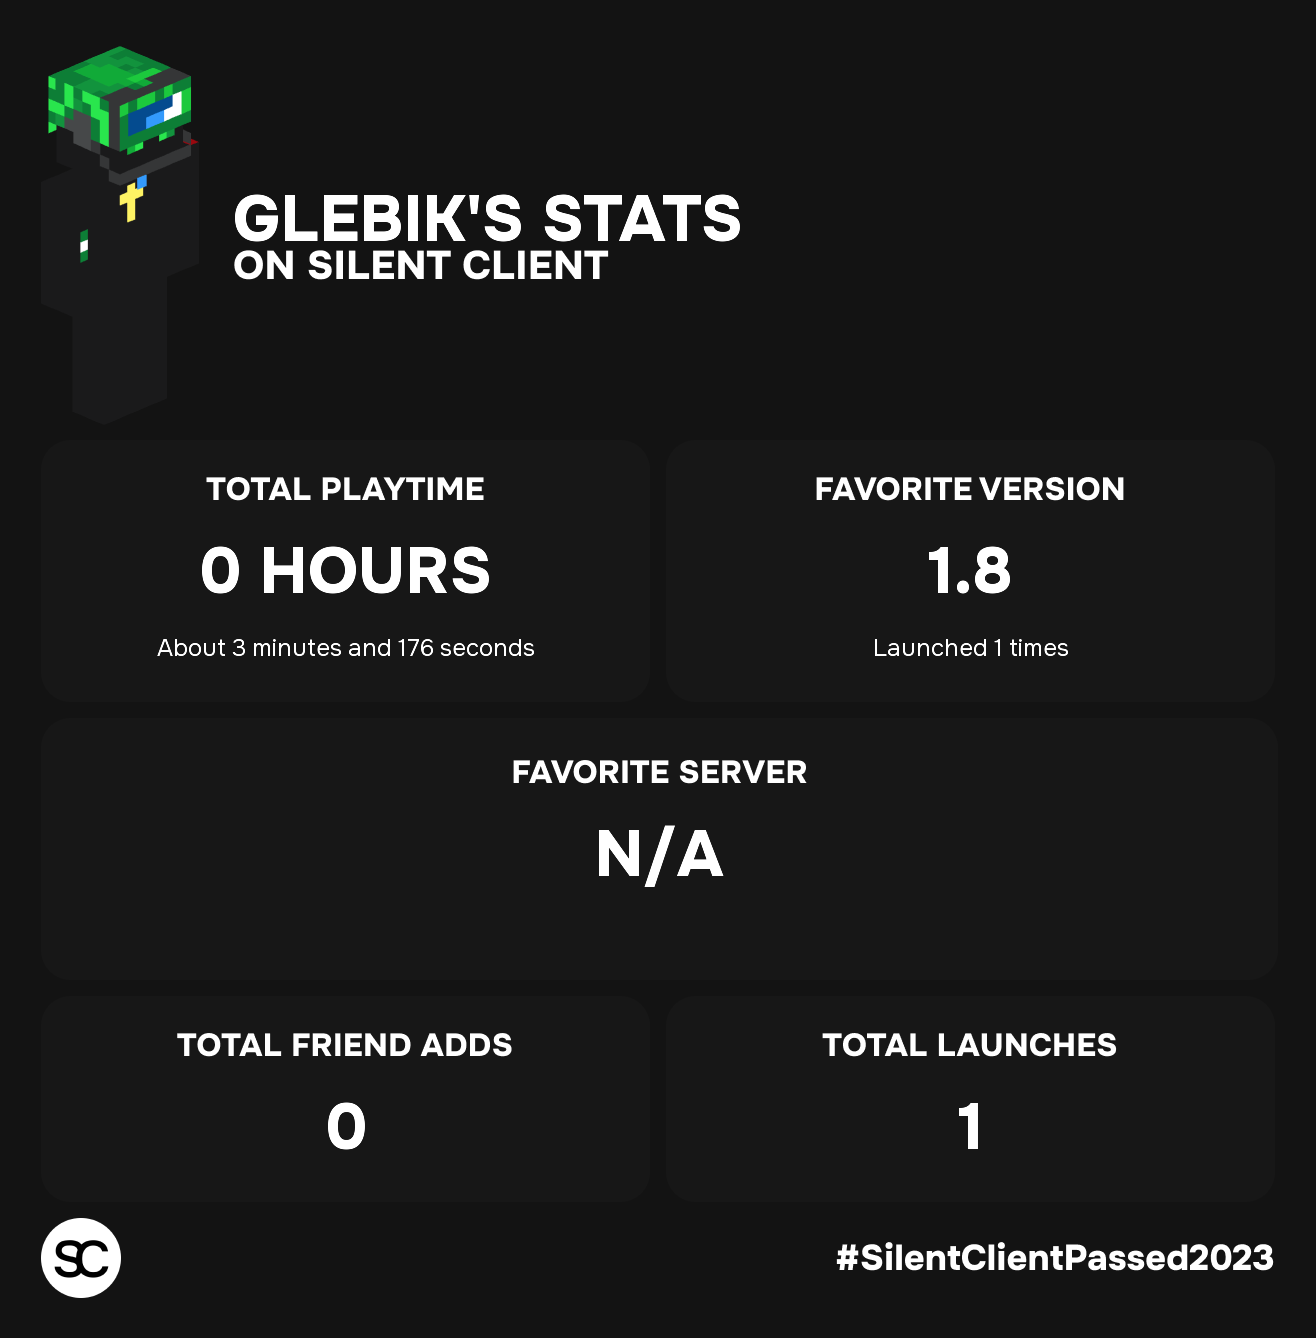 GLEBIK'S STATS
ON SILENT CLIENT
TOTAL PLAYTIME
0 HOURS
About 3 minutes and 176 seconds
FAVORITE VERSION
1.8
Launched 1 times
FAVORITE SERVER
N/A
TOTAL FRIEND ADDS
0
TOTAL LAUNCHES
1
SC
#SilentClientPassed2023